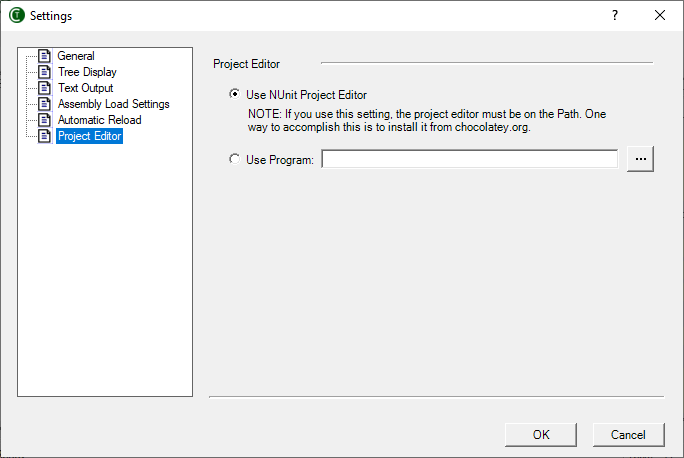 Settings
?
General
Tree Display
Text Output
Assembly Load Settings
Automatic Reload
Project Editor
Project Editor
Use NUnit Project Editor
NOTE: If you use this setting, the project editor must be on the Path. One
way to accomplish this is to install it from chocolatey.org.
Use Program:
...
OK
Cancel